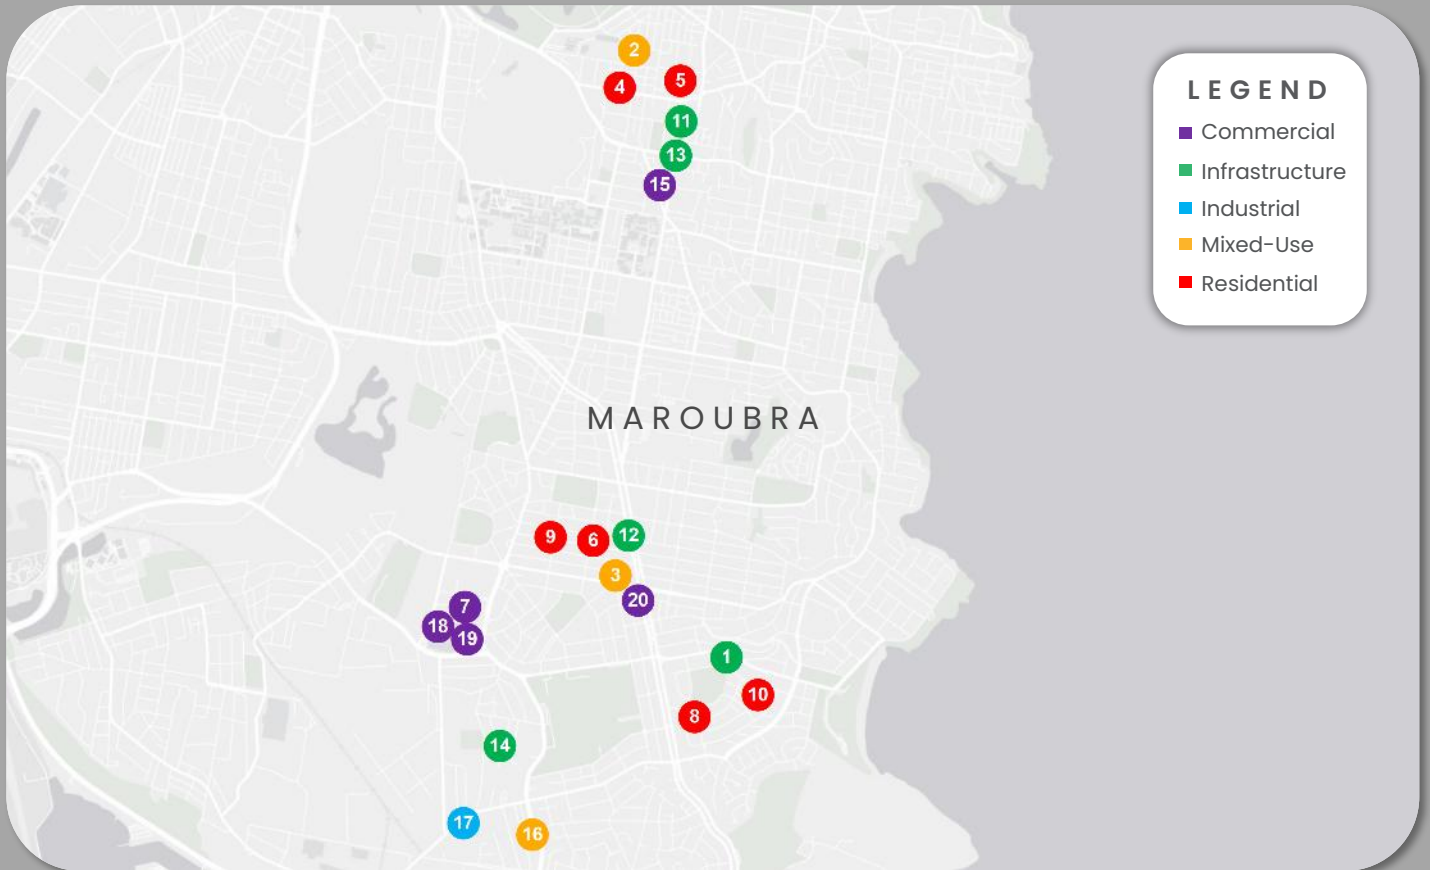 2
4
5
11
13
15
LEGEND
Commercial
Infrastructure
Industrial
Mixed-Use
Residential
MAROUBRA
9
6
12
3
20
7
18
19
1
10
8
14
17
16